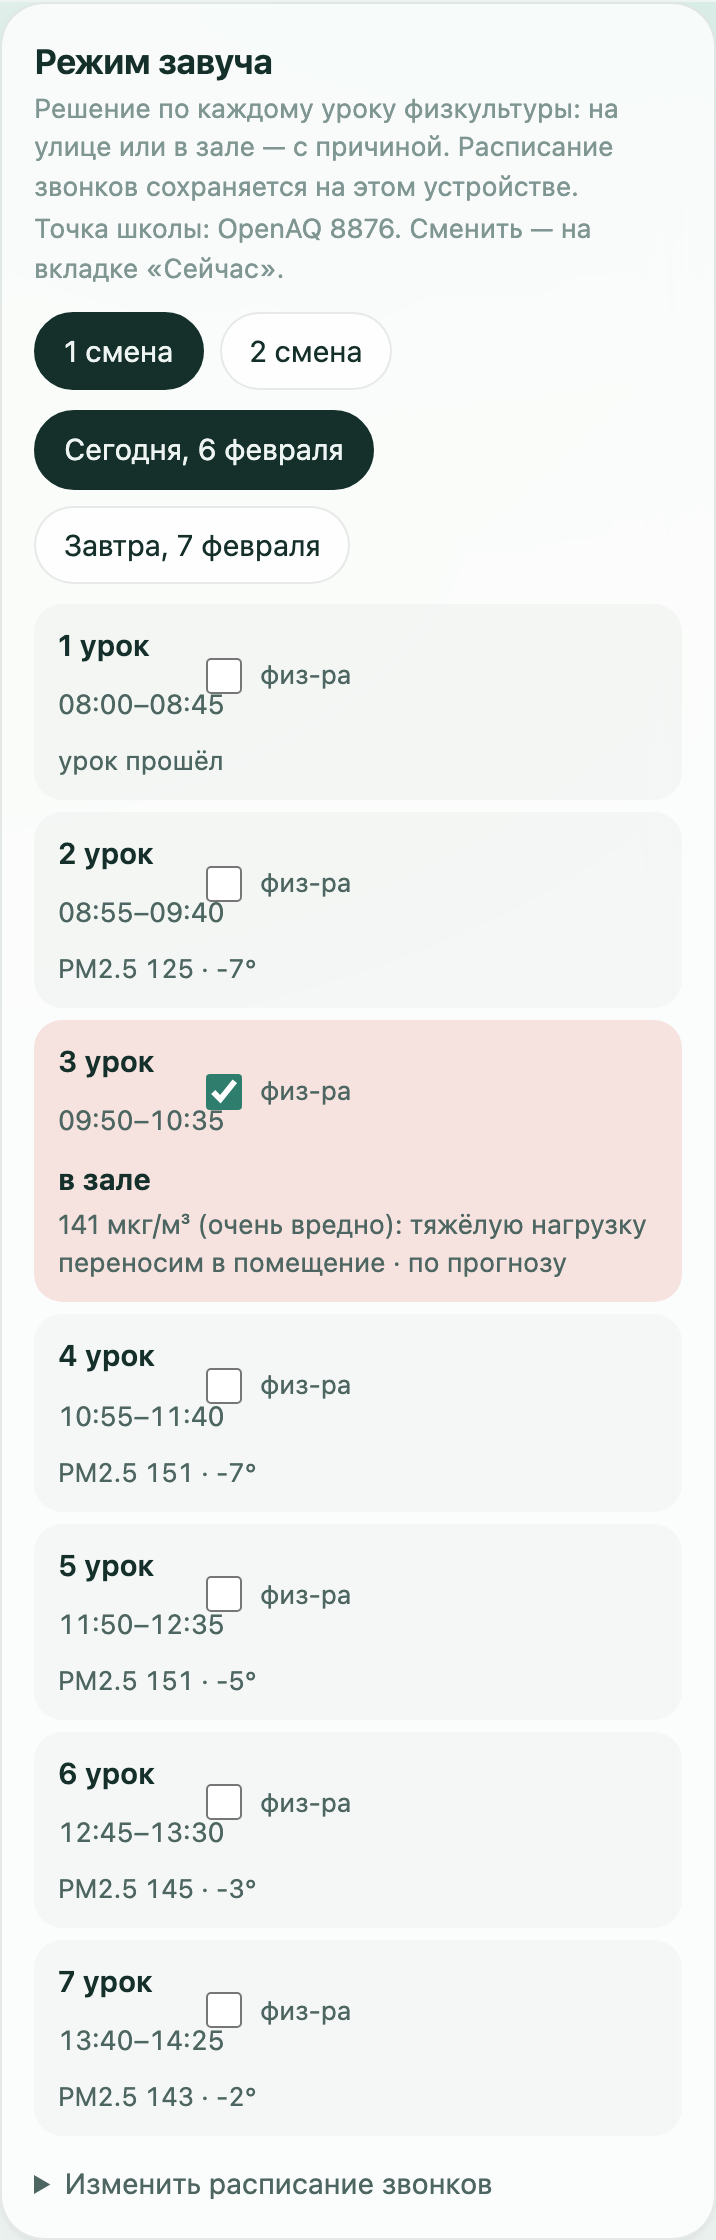 Режим завуча
Решение по каждому уроку физкультуры: на
улице или в зале — с причиной. Расписание
звонков сохраняется на этом устройстве.
Точка школы: OpenAQ 8876. Сменить — на
вкладке «Сейчас».
1 смена
2 смена
Сегодня, 6 февраля
Завтра, 7 февраля
1 урок
физ-ра
08:00–08:45
урок прошёл
2 урок
физ-ра
08:55–09:40
PM2.5 125 · -7°
3 урок
физ-ра
09:50–10:35
в зале
141 мкг/м³ (очень вредно): тяжёлую нагрузку
переносим в помещение · по прогнозу
4 урок
физ-ра
10:55–11:40
PM2.5 151 · -7°
5 урок
физ-ра
11:50–12:35
PM2.5 151 · -5°
6 урок
физ-ра
12:45–13:30
PM2.5 145 · -3°
7 урок
физ-ра
13:40–14:25
PM2.5 143 · -2°
Изменить расписание звонков